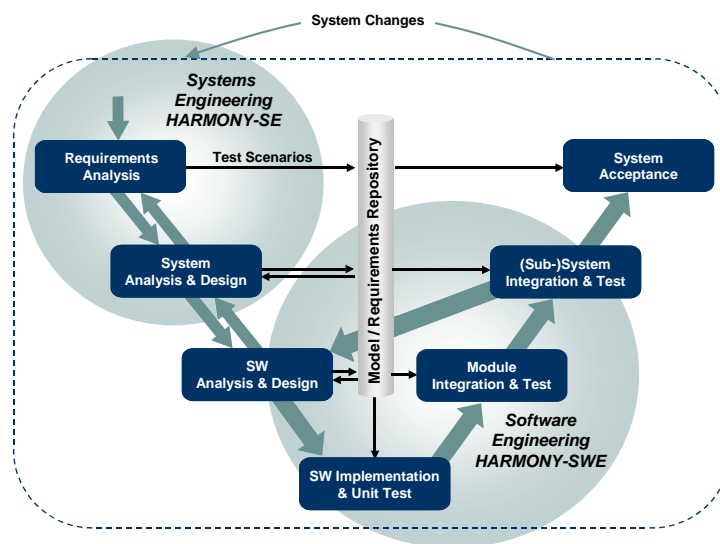 System Changes
Systems
Engineering
HARMONY-SE
Requirements
Analysis
Test Scenarios
Model / Requirements Repository
System
Acceptance
System
Analysis & Design
(Sub-)System
Integration & Test
SW
Analysis & Design
Module
Integration & Test
Software
Engineering
HARMONY-SWE
SW Implementation
& Unit Test